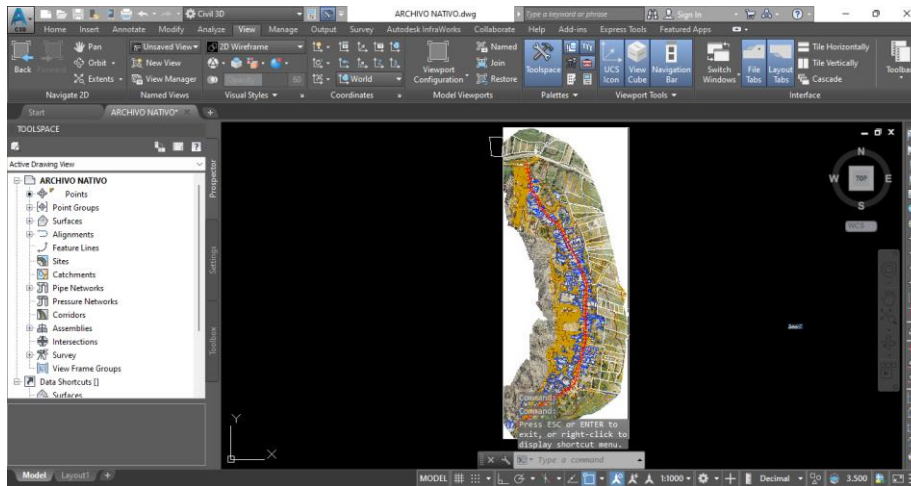 Civil 3D
ARCHIVO NATIVO.dwg
Type a keyword or phrase
Sign In
C3D
Home Insert Annotate Modify Analyze View Manage Output Survey Autodesk InfraWorks Collaborate Help Add-ins Express Tools Featured Apps
Back
Forward
Pan
Orbit
Extents
Navigate 2D
Unsaved View
New View
View Manager
Named Views
2D Wireframe
Opacity 60
Visual Styles
World
Coordinates
Viewport Configuration
Named
Join
Restore
Model Viewports
Toolspace
Palettes
UCS Icon
View Cube
Navigation Bar
Viewport Tools
Switch Windows
File Tabs
Layout Tabs
Tile Horizontally
Tile Vertically
Cascade
Interface
Toolba
Start
ARCHIVO NATIVO*
TOOLSPACE
Active Drawing View
ARCHIVO NATIVO
Points
Point Groups
Surfaces
Alignments
Feature Lines
Sites
Catchments
Pipe Networks
Pressure Networks
Corridors
Assemblies
Intersections
Survey
View Frame Groups
Data Shortcuts []
Surfaces
Prospector
Settings
Toolbox
N
W TOP E
S
WCS
Y
X
Command:
Command:
Press ESC or ENTER to
exit, or right-click to
display shortcut menu.
Type a command
Model Layout1 +
MODEL 1:1000 Decimal 3.500